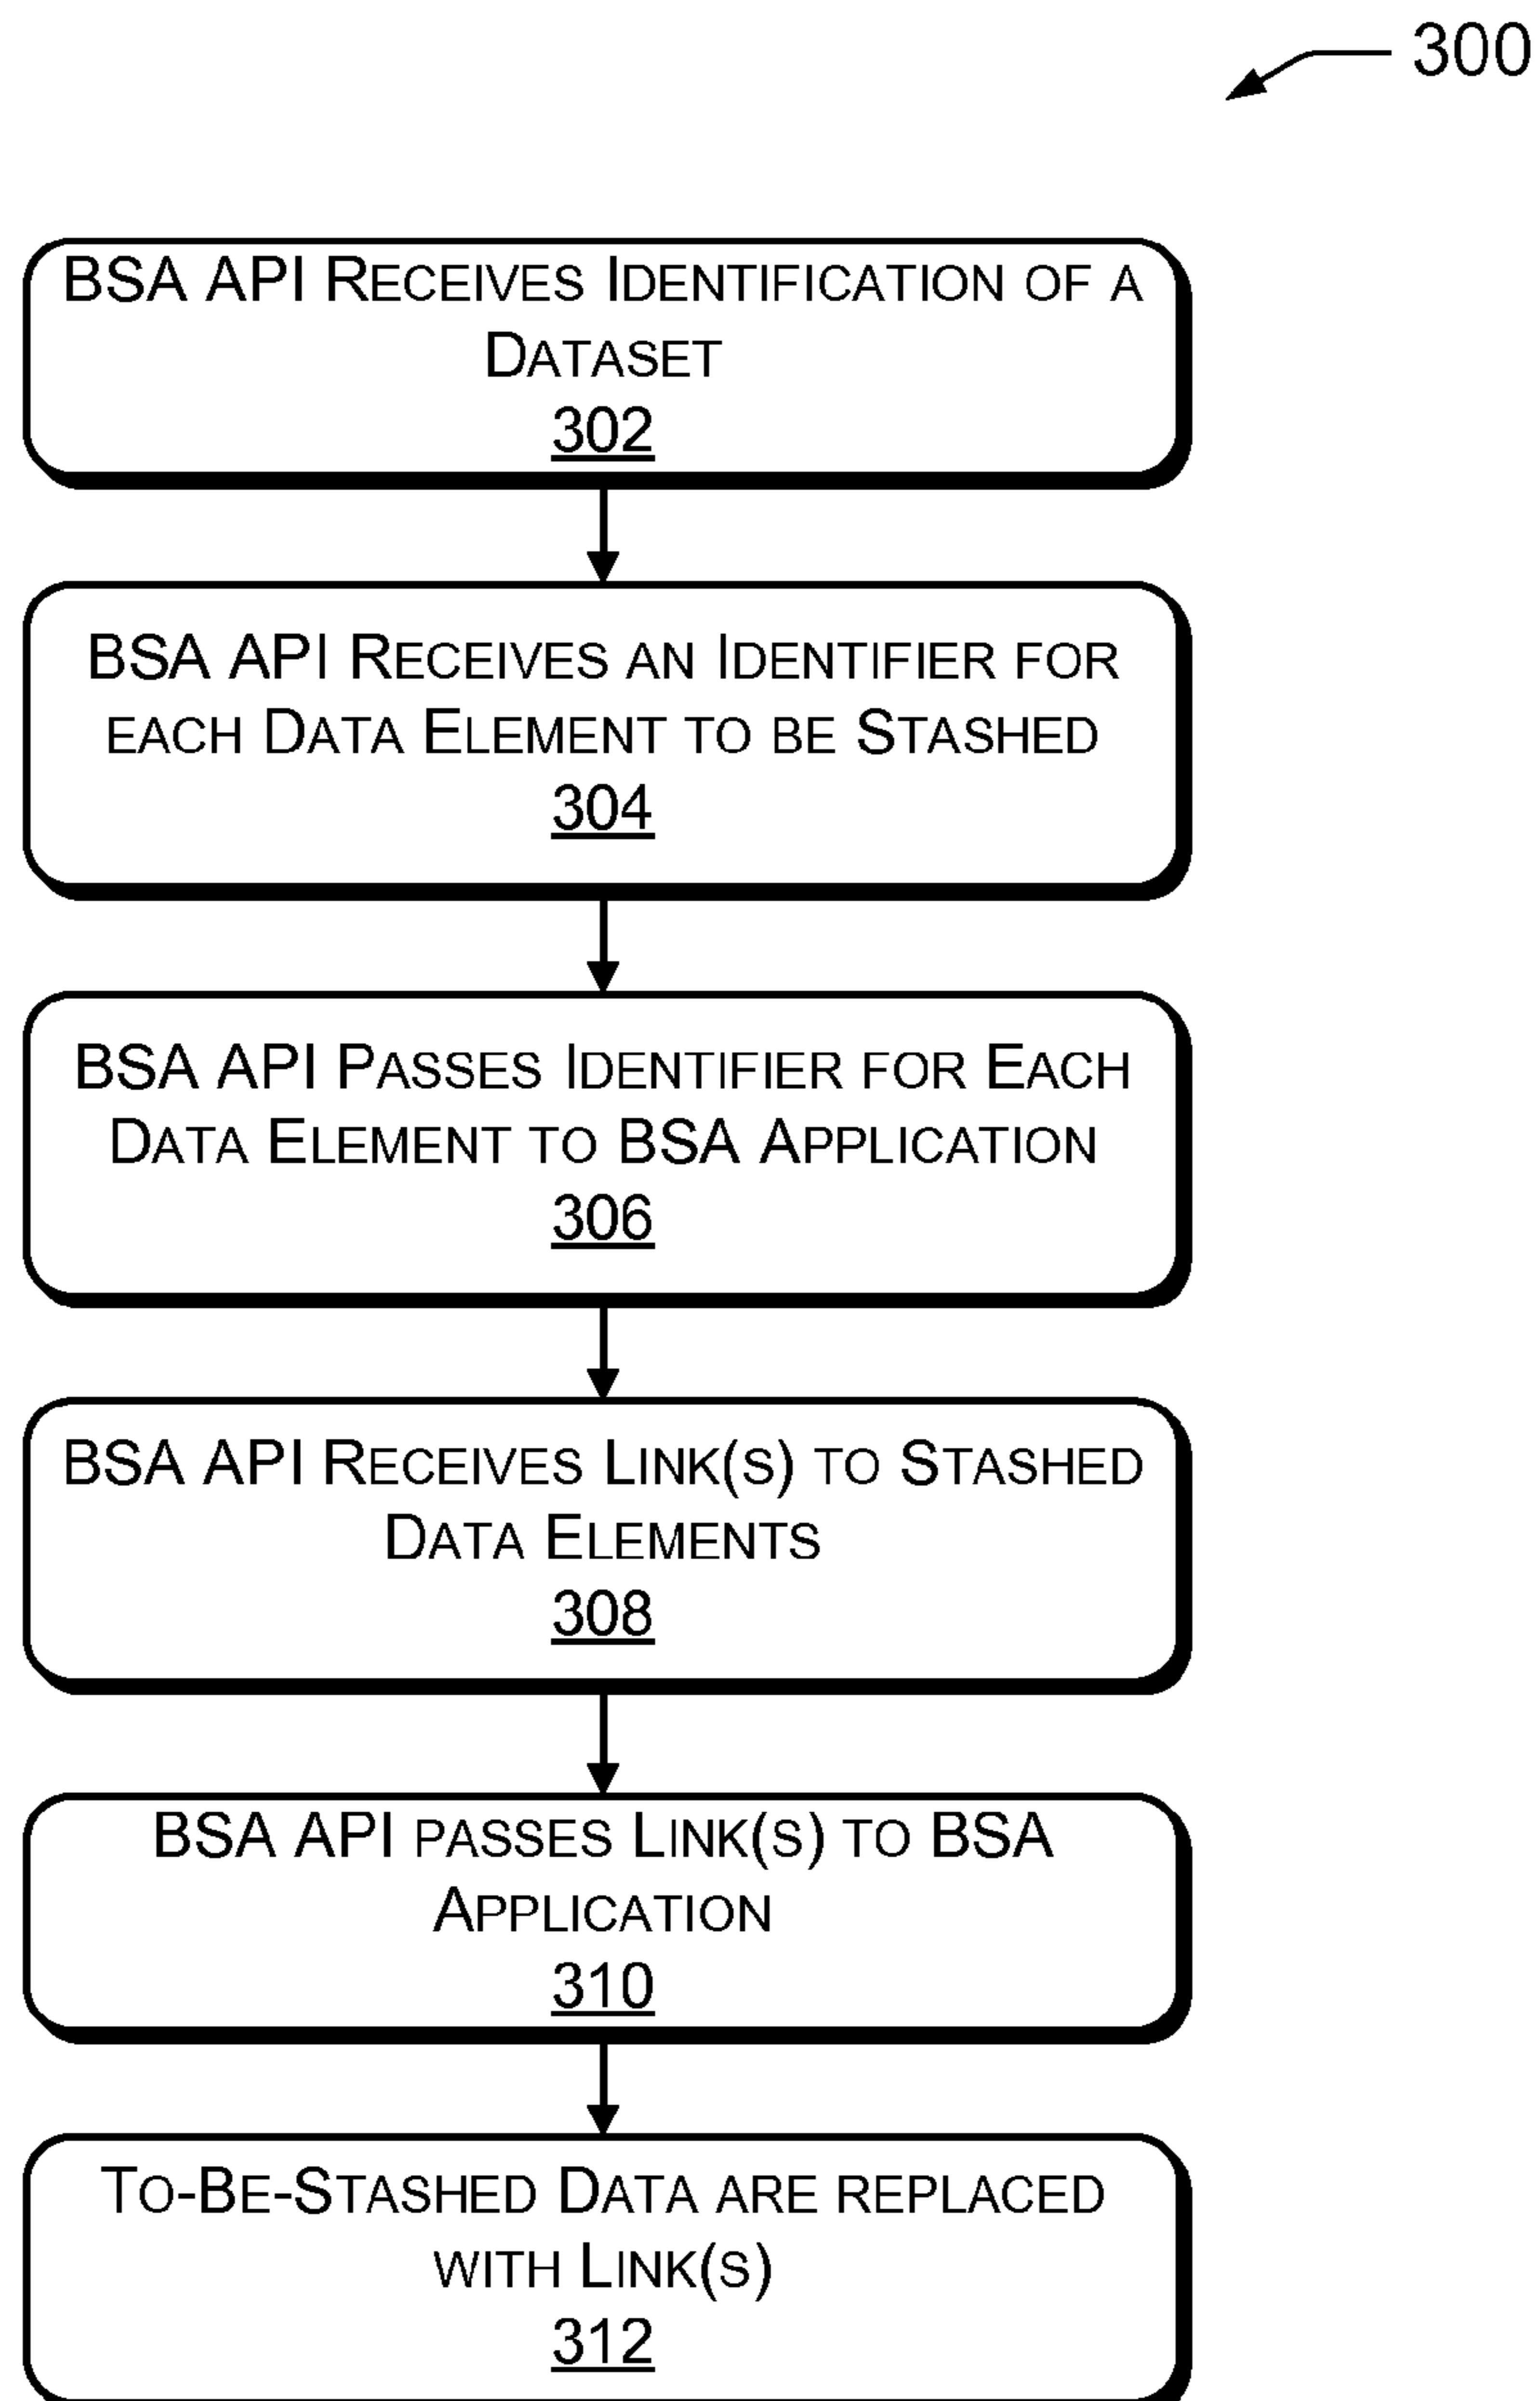 300
BSA API Receives Identification of a
Dataset
302
BSA API Receives an Identifier for
each Data Element to be Stashed
304
BSA API Passes Identifier for Each
Data Element to BSA Application
306
BSA API Receives Link(s) to Stashed
Data Elements
308
BSA API passes Link(s) to BSA
Application
310
To-Be-Stashed Data are replaced
with Link(s)
312